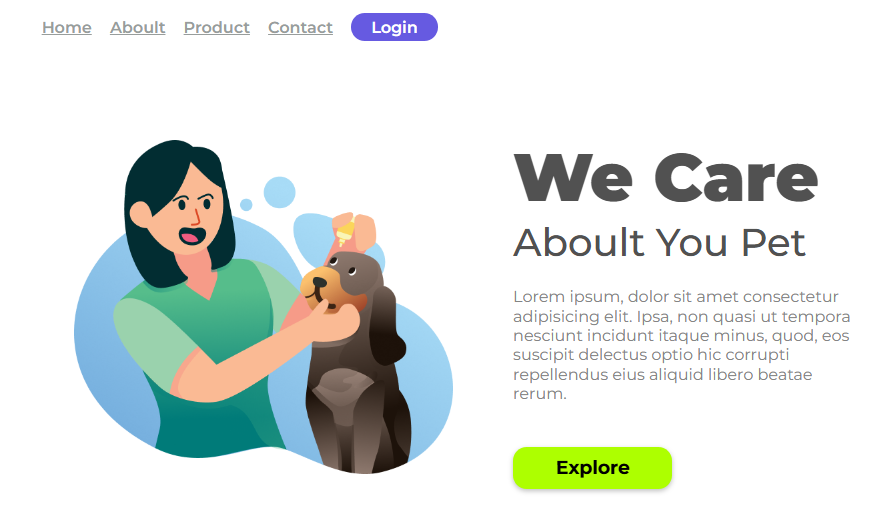 Home Aboult Product Contact Login
We Care
Aboult You Pet
Lorem ipsum, dolor sit amet consectetur
adipisicing elit. Ipsa, non quasi ut tempora
nesciunt incidunt itaque minus, quod, eos
suscipit delectus optio hic corrupti
repellendus eius aliquid libero beatae
rerum.
Explore